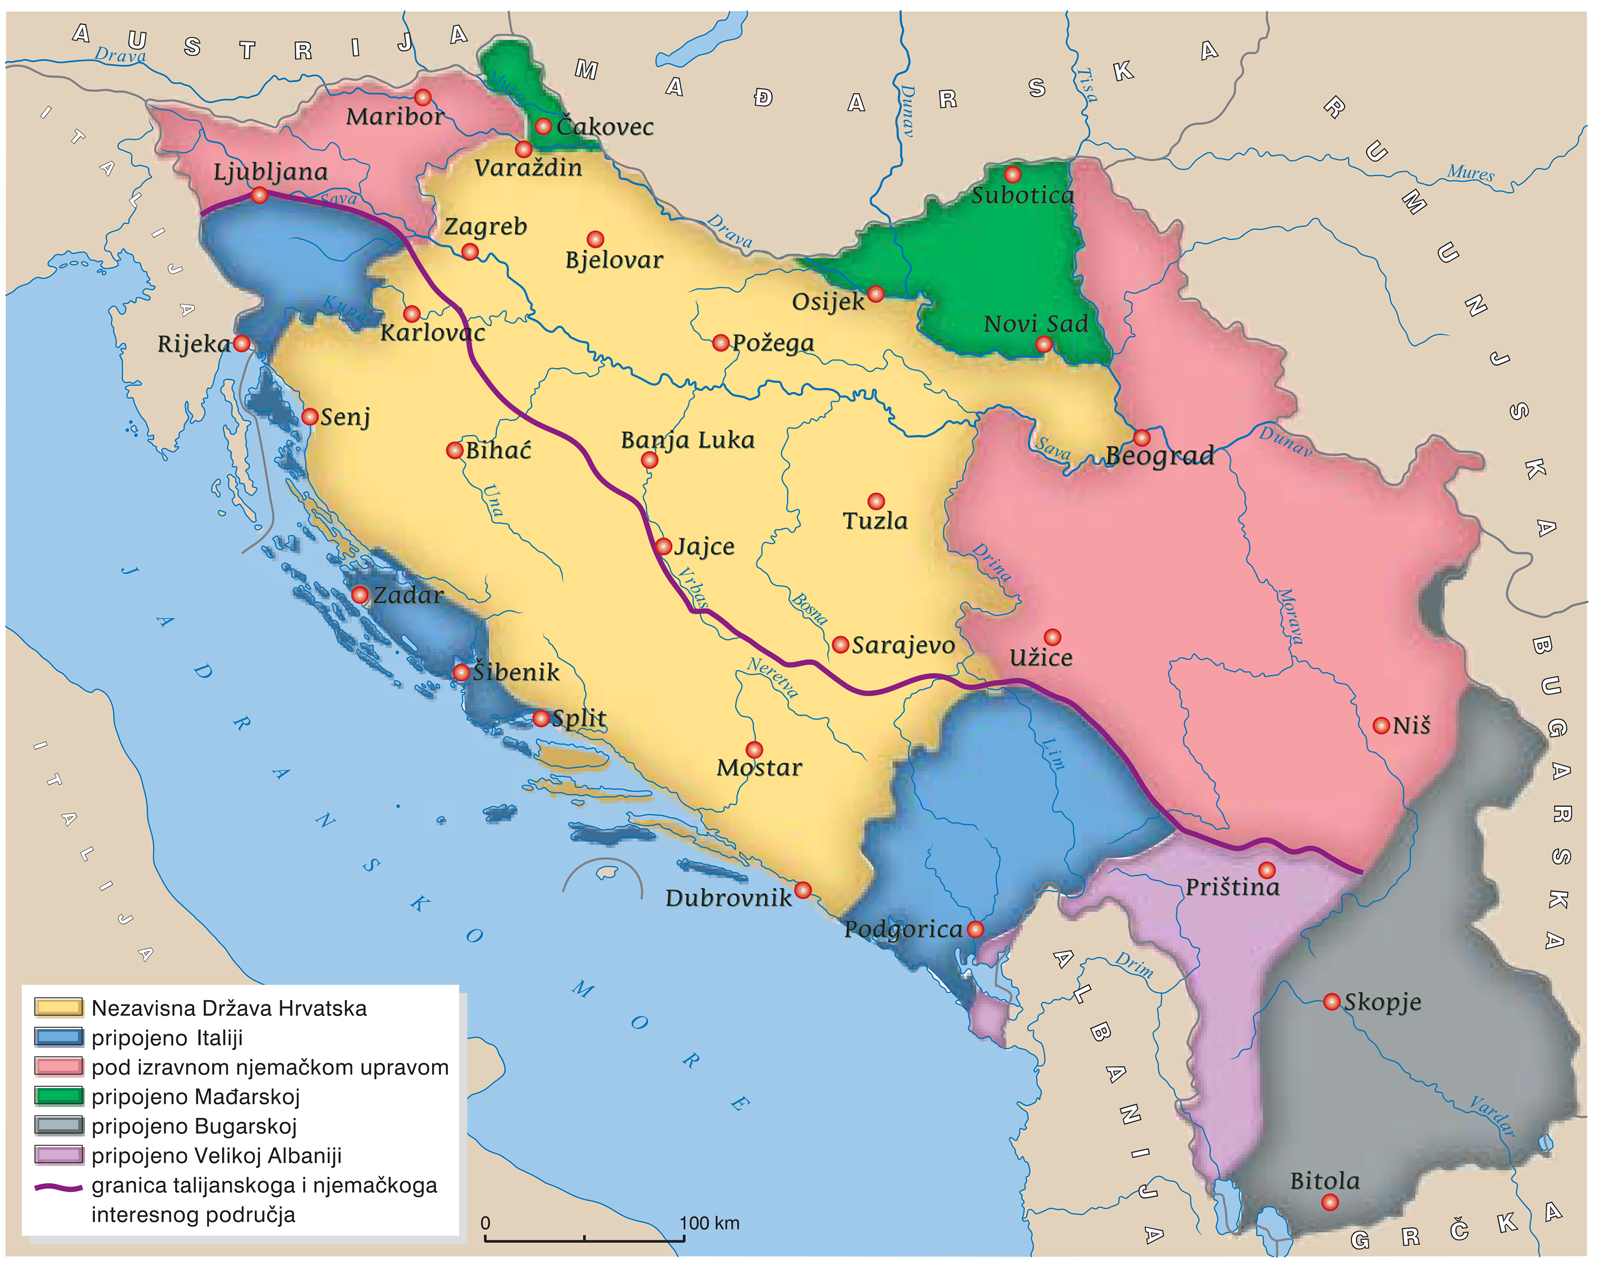 AUSTRIJA
MAĐARSKA
RUMUNJSKA
BUGARSKA
GRČKA
ALBANIJA
ITALIJA
ITALIJA
JADRANSKO MORE
Drava
Mura
Dunav
Tisa
Mures
Maribor
Čakovec
Varaždin
Ljubljana
Sava
Zagreb
Bjelovar
Drava
Subotica
Osijek
Novi Sad
Kupa
Karlovac
Rijeka
Požega
Senj
Bihać
Una
Banja Luka
Sava
Beograd
Dunav
Tuzla
Jajce
Vrbas
Bosna
Drina
Morava
Zadar
Sarajevo
Užice
Šibenik
Neretva
Split
Mostar
Lim
Niš
Dubrovnik
Priština
Podgorica
Drim
Skopje
Vardar
Bitola
Nezavisna Država Hrvatska
pripojeno Italiji
pod izravnom njemačkom upravom
pripojeno Mađarskoj
pripojeno Bugarskoj
pripojeno Velikoj Albaniji
granica talijanskoga i njemačkoga
interesnog područja
0 100 km